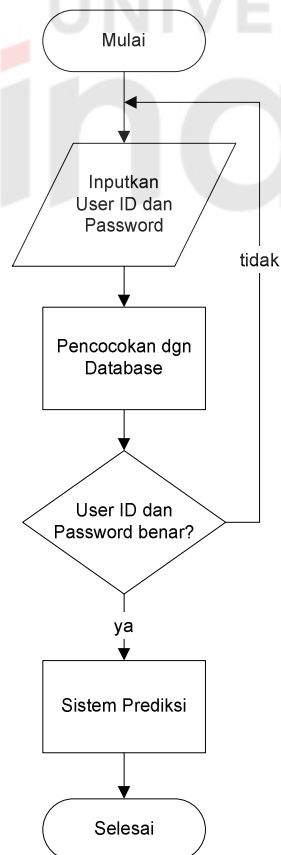 UNIVE
Mulai
Inputkan
User ID dan
Password
tidak
Pencocokan dgn
Database
User ID dan
Password benar?
ya
Sistem Prediksi
Selesai